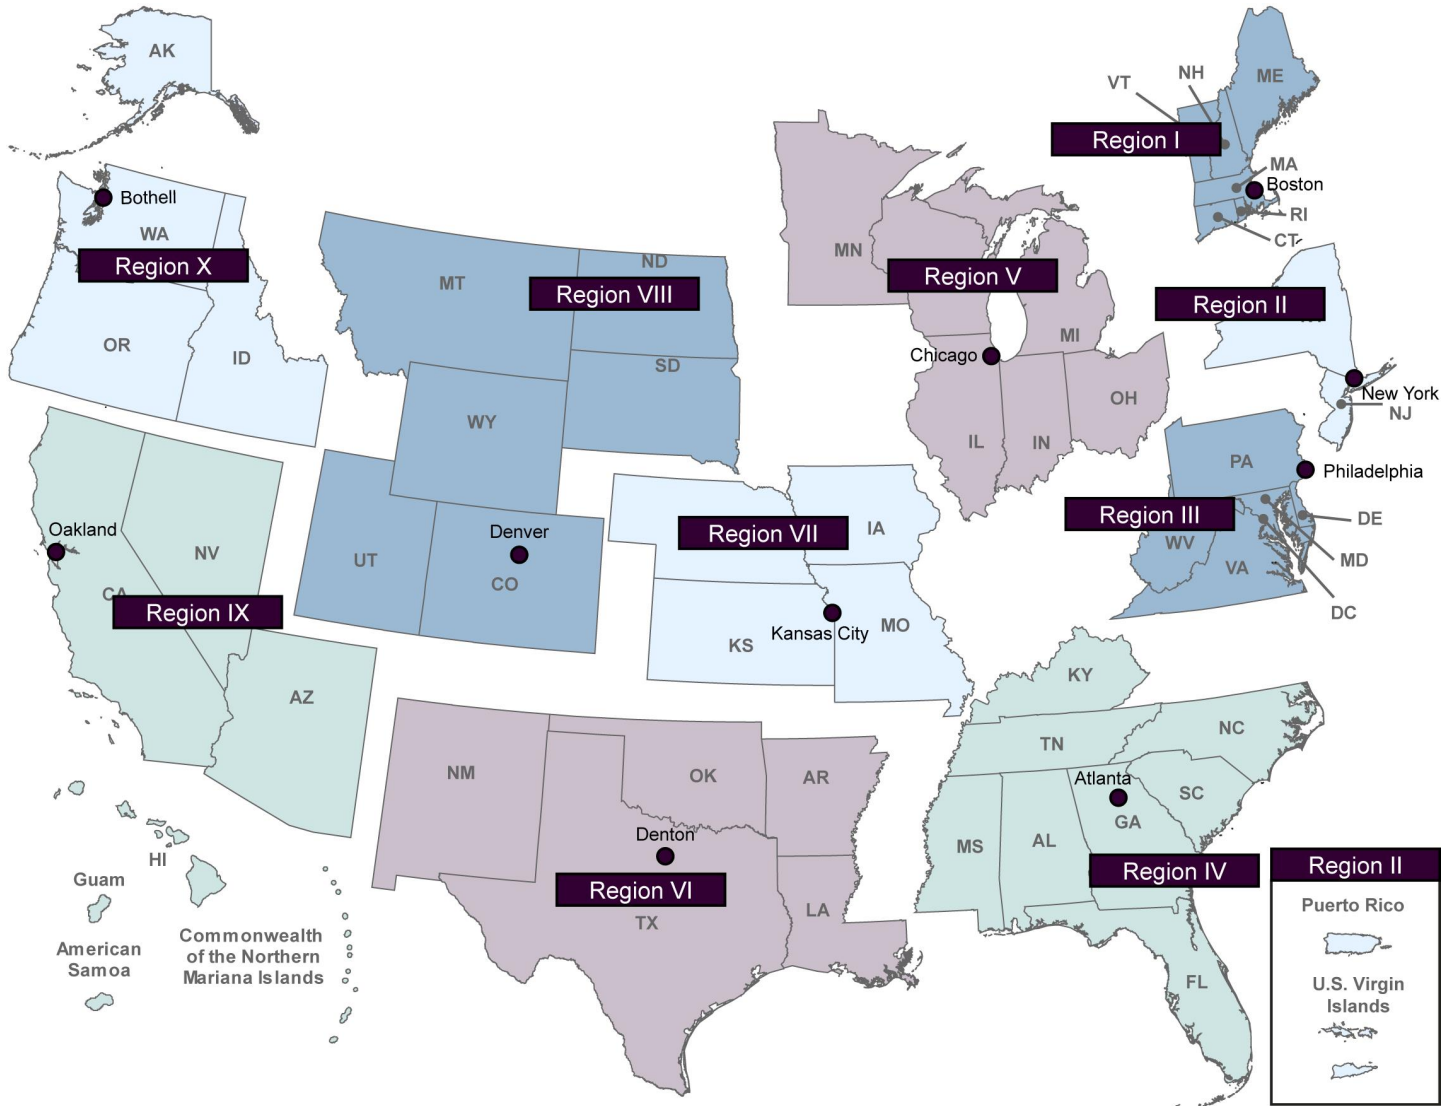 AK
VT
NH
ME
Region I
MA
Boston
RI
CT
Bothell
WA
Region X
OR
ID
MT
ND
Region VIII
SD
WY
MN
Region V
MI
Chicago
IL
IN
OH
Region II
New York
NJ
PA
Philadelphia
Region III
DE
WV
VA
MD
DC
Oakland
NV
CA
Region IX
AZ
UT
Denver
CO
Region VII
IA
Kansas City
KS
MO
KY
TN
NC
Atlanta
SC
GA
MS
AL
Region IV
FL
NM
OK
AR
Denton
Region VI
TX
LA
HI
Guam
American
Samoa
Commonwealth
of the Northern
Mariana Islands
Region II
Puerto Rico
U.S. Virgin
Islands